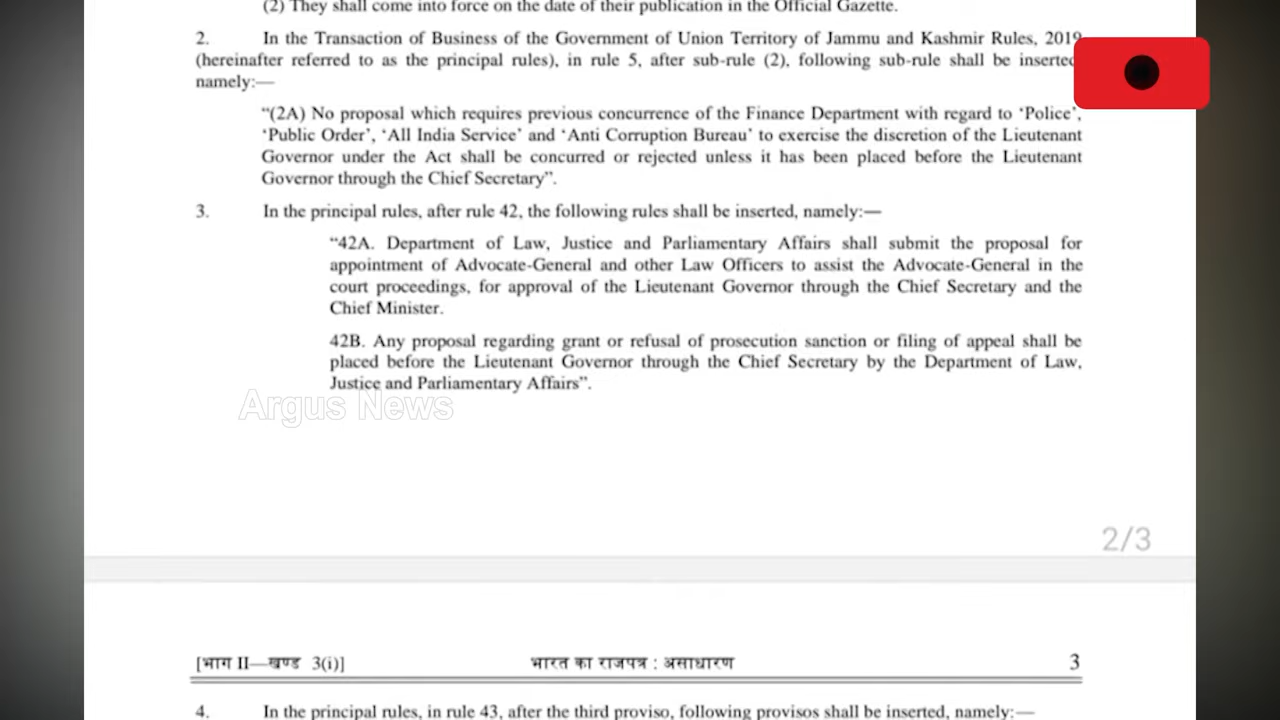 (2) They shall come into force on the date of their publication in the Official Gazette.
2. In the Transaction of Business of the Government of Union Territory of Jammu and Kashmir Rules, 2019
(hereinafter referred to as the principal rules), in rule 5, after sub-rule (2), following sub-rule shall be inserted,
namely:—
“(2A) No proposal which requires previous concurrence of the Finance Department with regard to ‘Police’,
‘Public Order’, ‘All India Service’ and ‘Anti Corruption Bureau’ to exercise the discretion of the Lieutenant
Governor under the Act shall be concurred or rejected unless it has been placed before the Lieutenant
Governor through the Chief Secretary”.
3. In the principal rules, after rule 42, the following rules shall be inserted, namely:—
“42A. Department of Law, Justice and Parliamentary Affairs shall submit the proposal for
appointment of Advocate-General and other Law Officers to assist the Advocate-General in the
court proceedings, for approval of the Lieutenant Governor through the Chief Secretary and the
Chief Minister.
42B. Any proposal regarding grant or refusal of prosecution sanction or filing of appeal shall be
placed before the Lieutenant Governor through the Chief Secretary by the Department of Law,
Justice and Parliamentary Affairs”.
Argus News
2/3
[भाग II—खण्ड 3(i)] भारत का राजपत्र : असाधारण 3
4. In the principal rules, in rule 43, after the third proviso, following provisos shall be inserted, namely:—